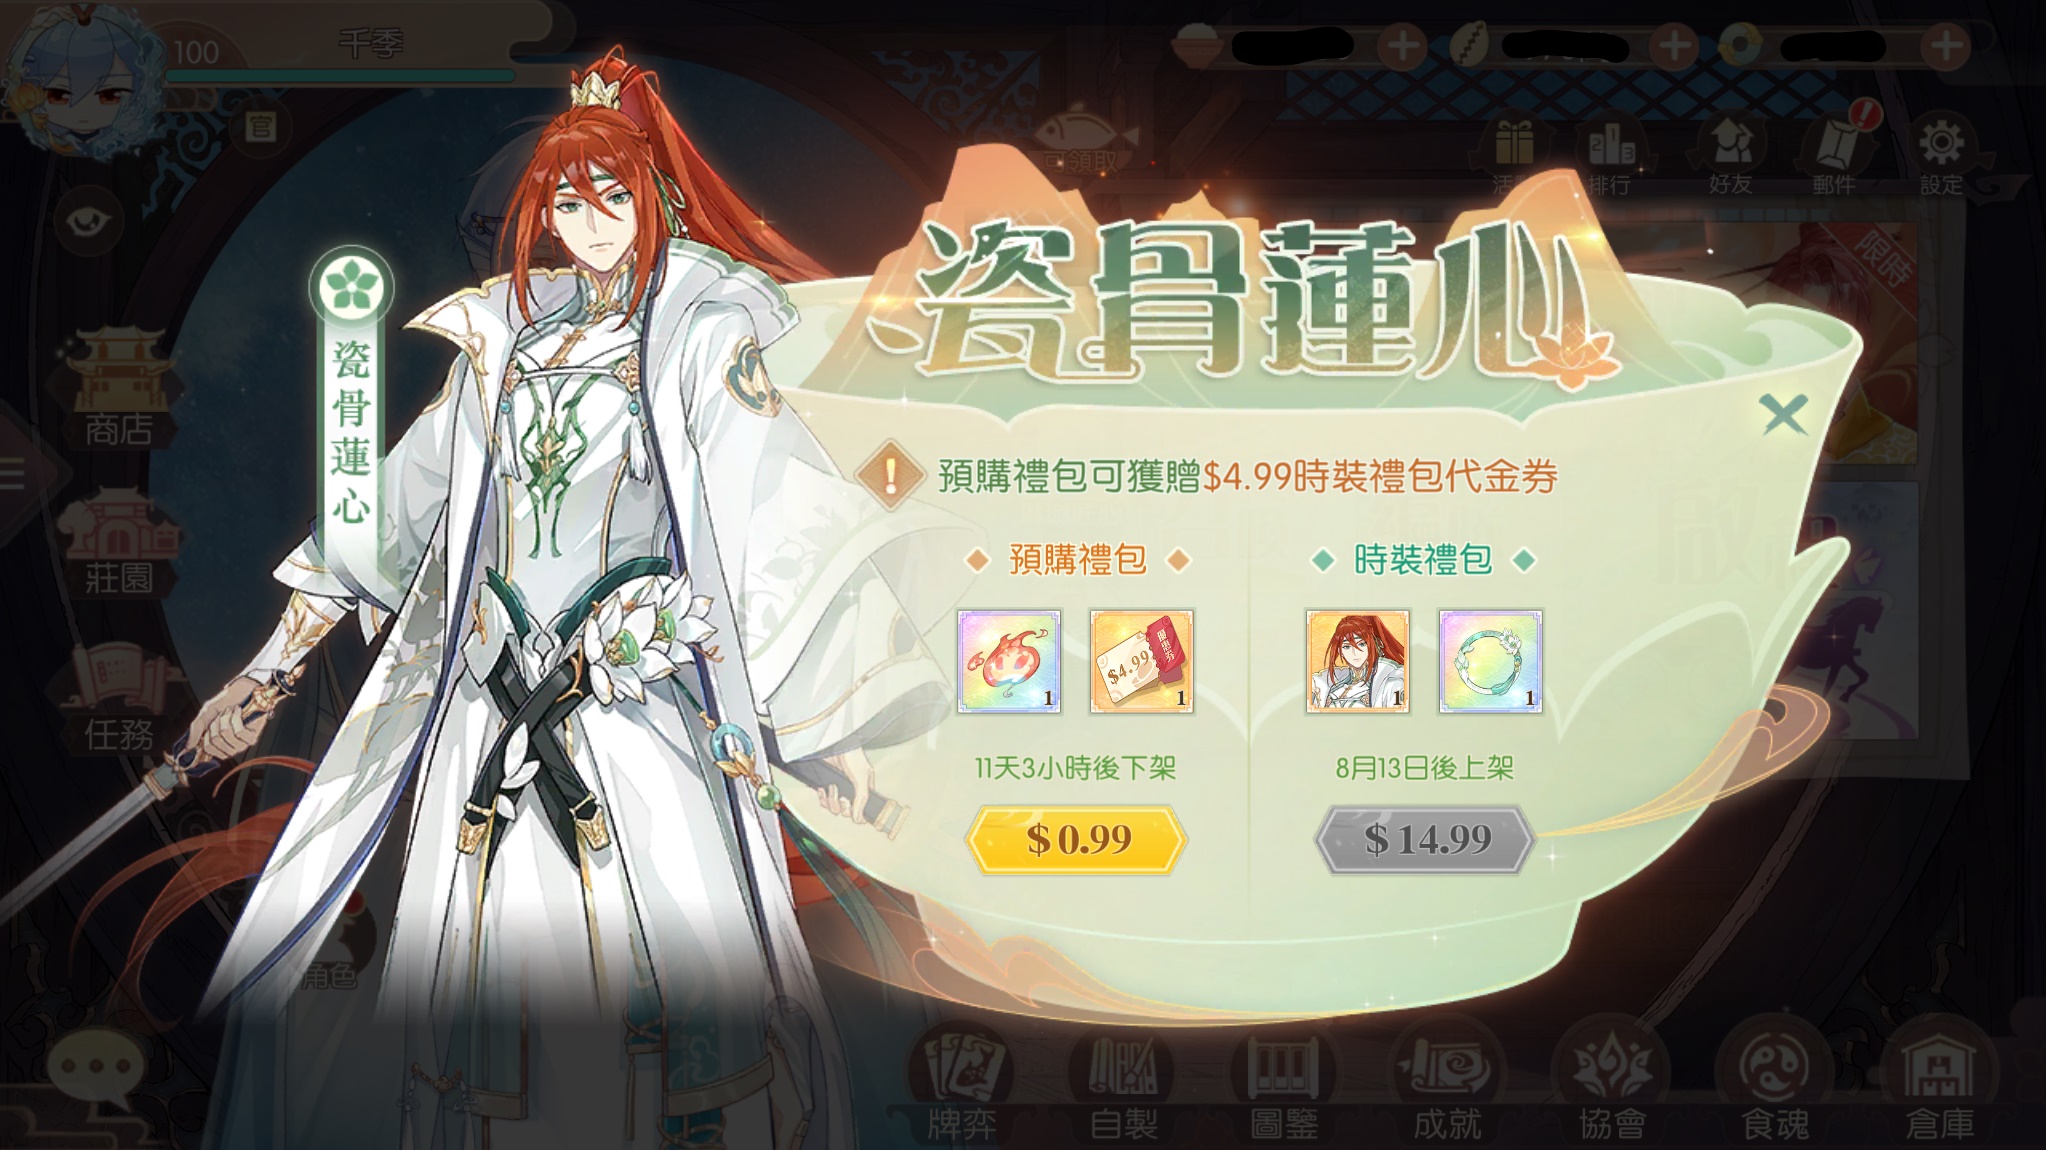 100
千季
官
可領取
排行
好友
郵件
設定
限時
商店
莊園
任務
角色
瓷骨蓮心
瓷骨蓮心
預購禮包可獲贈$4.99時裝禮包代金券
預購禮包
時裝禮包
1
$4.99
1
1
1
11天3小時後下架
8月13日後上架
$0.99
$14.99
牌弈
自製
圖鑒
成就
協會
食魂
倉庫